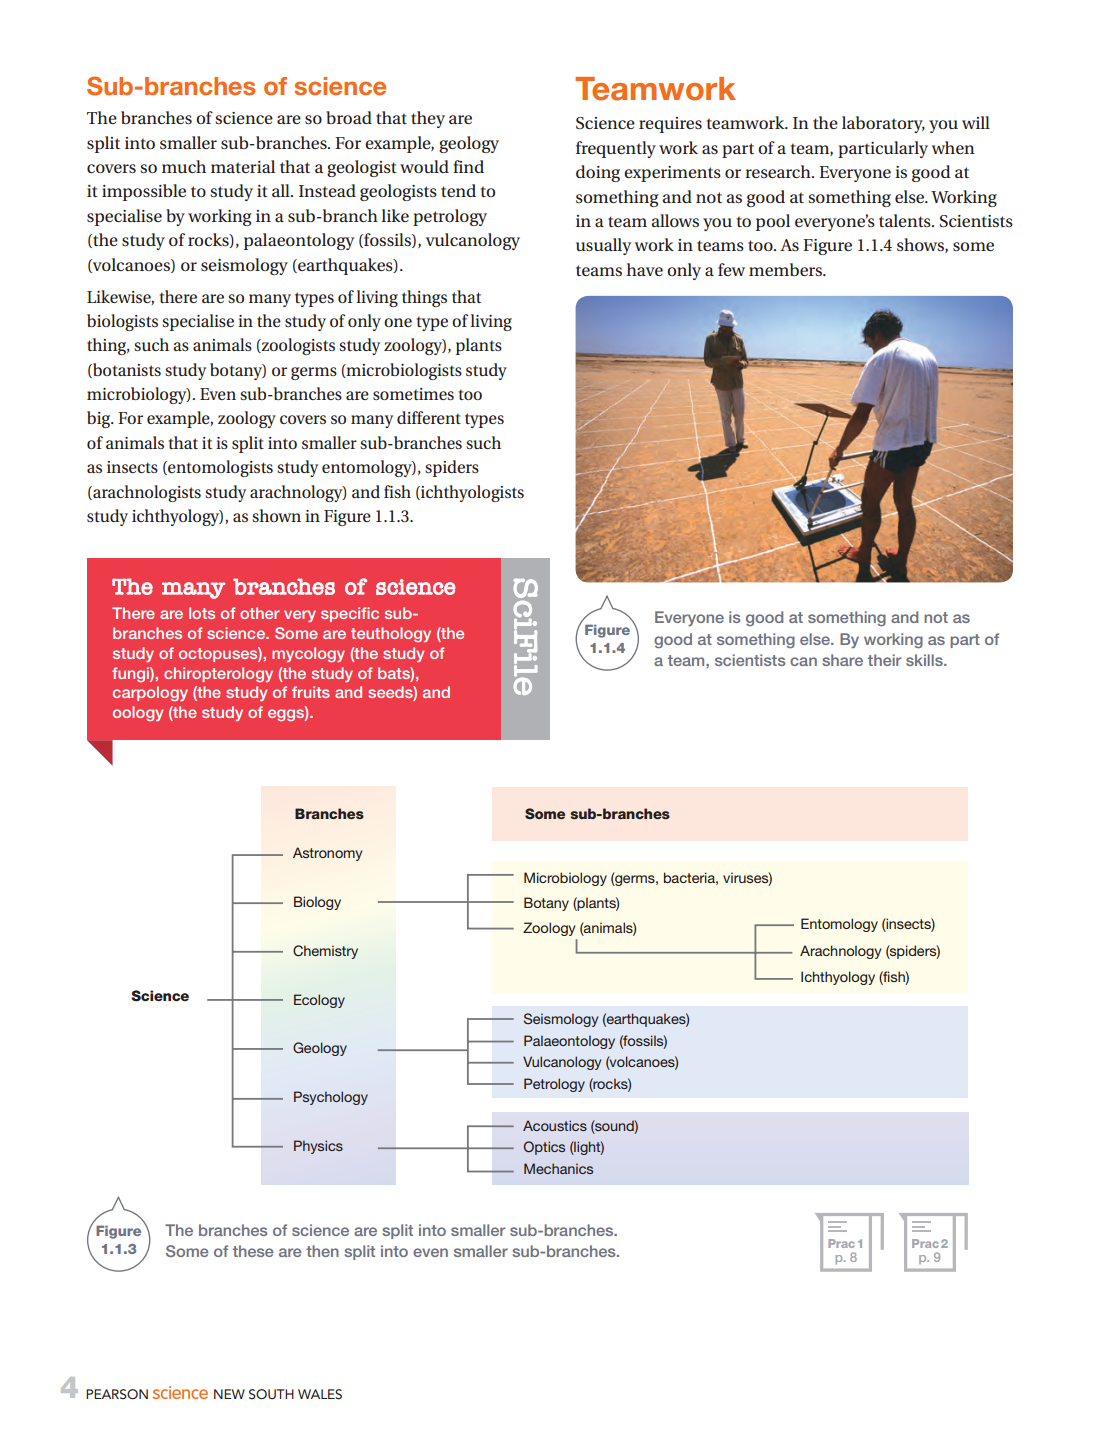 Sub-branches of science
The branches of science are so broad that they are
split into smaller sub-branches. For example, geology
covers so much material that a geologist would find
it impossible to study it all. Instead geologists tend to
specialise by working in a sub-branch like petrology
(the study of rocks), palaeontology (fossils), vulcanology
(volcanoes) or seismology (earthquakes).
Likewise, there are so many types of living things that
biologists specialise in the study of only one type of living
thing, such as animals (zoologists study zoology), plants
(botanists study botany) or germs (microbiologists study
microbiology). Even sub-branches are sometimes too
big. For example, zoology covers so many different types
of animals that it is split into smaller sub-branches such
as insects (entomologists study entomology), spiders
(arachnologists study arachnology) and fish (ichthyologists
study ichthyology), as shown in Figure 1.1.3.
The many branches of science
There are lots of other very specific sub-
branches of science. Some are teuthology (the
study of octopuses), mycology (the study of
fungi), chiropterology (the study of bats),
carpology (the study of fruits and seeds) and
oology (the study of eggs).
SciFile
Teamwork
Science requires teamwork. In the laboratory, you will
frequently work as part of a team, particularly when
doing experiments or research. Everyone is good at
something and not as good at something else. Working
in a team allows you to pool everyone's talents. Scientists
usually work in teams too. As Figure 1.1.4 shows, some
teams have only a few members.
Figure
1.1.4
Everyone is good at something and not as
good at something else. By working as part of
a team, scientists can share their skills.
Science
Branches
Astronomy
Biology
Chemistry
Ecology
Geology
Psychology
Physics
Some sub-branches
Microbiology (germs, bacteria, viruses)
Botany (plants)
Zoology (animals)
Entomology (insects)
Arachnology (spiders)
Ichthyology (fish)
Seismology (earthquakes)
Palaeontology (fossils)
Vulcanology (volcanoes)
Petrology (rocks)
Acoustics (sound)
Optics (light)
Mechanics
Figure
1.1.3
The branches of science are split into smaller sub-branches.
Some of these are then split into even smaller sub-branches.
Prac 1
p. 8
Prac 2
p. 9
4 PEARSON science NEW SOUTH WALES